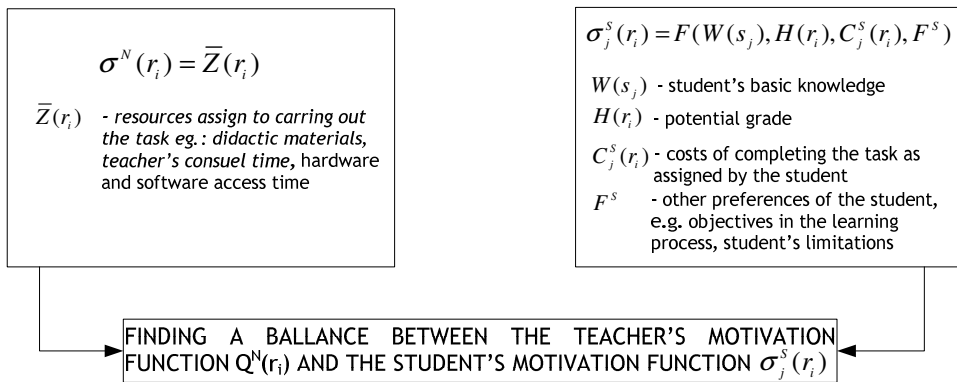 σ^N(r_i) = Z̅(r_i)
Z̅(r_i) - resources assign to carring out
the task eg.: didactic materials,
teacher's consuel time, hardware
and software access time
σ_j^S(r_i) = F(W(s_j), H(r_i), C_j^S(r_i), F^S)
W(s_j) - student's basic knowledge
H(r_i) - potential grade
C_j^S(r_i) - costs of completing the task as
assigned by the student
F^S - other preferences of the student,
e.g. objectives in the learning
process, student's limitations
FINDING A BALLANCE BETWEEN THE TEACHER'S MOTIVATION
FUNCTION Q^N(r_i) AND THE STUDENT'S MOTIVATION FUNCTION σ_j^S(r_i)